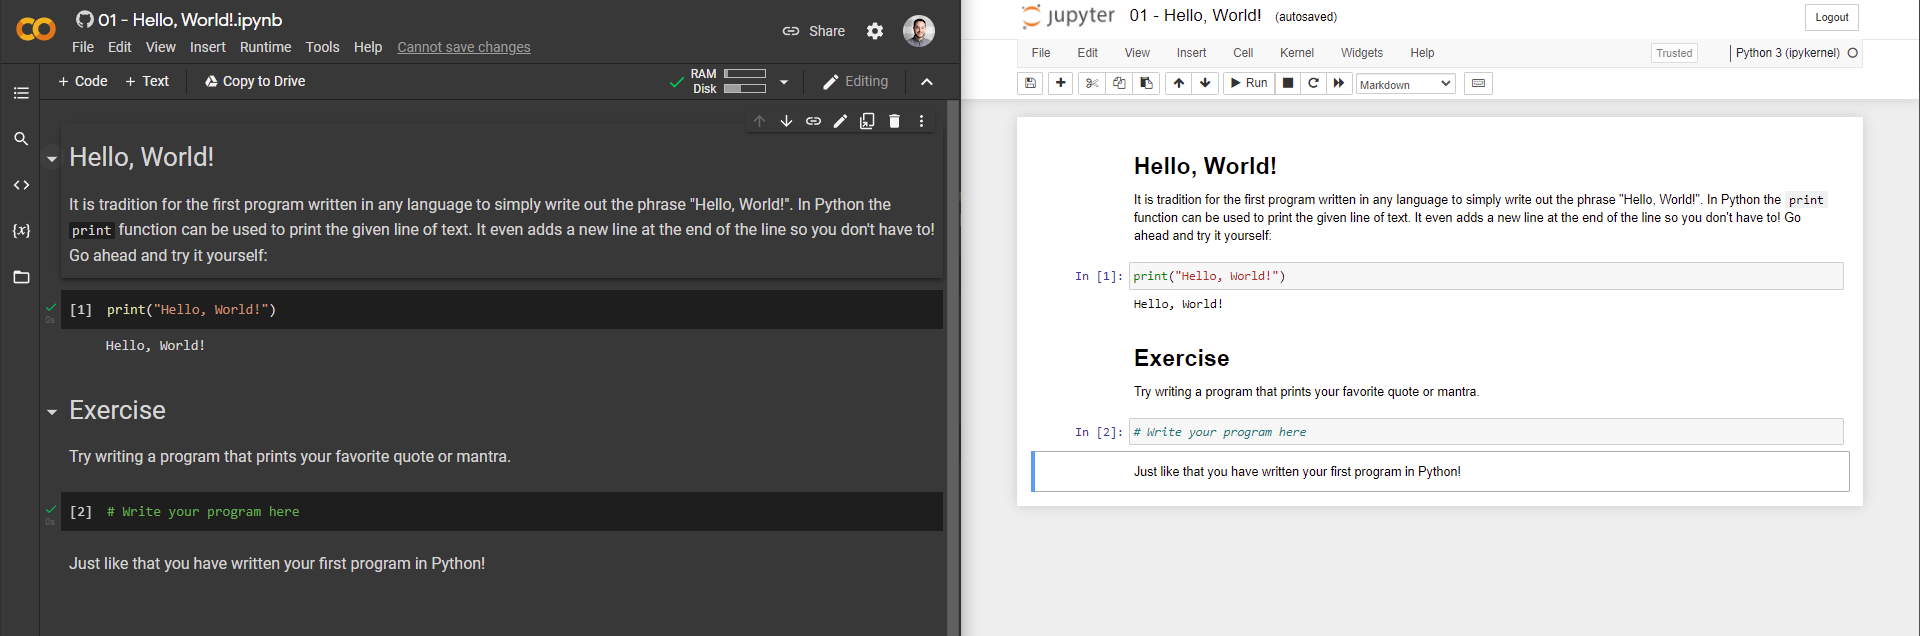 01 - Hello, World!.ipynb
File Edit View Insert Runtime Tools Help Cannot save changes
Share
+ Code + Text Copy to Drive
RAM
Disk
Editing
Hello, World!
It is tradition for the first program written in any language to simply write out the phrase "Hello, World!". In Python the
print function can be used to print the given line of text. It even adds a new line at the end of the line so you don't have to!
Go ahead and try it yourself:
[1] print("Hello, World!")
0s
Hello, World!
Exercise
Try writing a program that prints your favorite quote or mantra.
[2] # Write your program here
0s
Just like that you have written your first program in Python!
{x}
jupyter 01 - Hello, World! (autosaved)
Logout
File Edit View Insert Cell Kernel Widgets Help
Trusted
Python 3 (ipykernel)
Run
Markdown
Hello, World!
It is tradition for the first program written in any language to simply write out the phrase "Hello, World!". In Python the print
function can be used to print the given line of text. It even adds a new line at the end of the line so you don't have to! Go
ahead and try it yourself:
In [1]: print("Hello, World!")
Hello, World!
Exercise
Try writing a program that prints your favorite quote or mantra.
In [2]: # Write your program here
Just like that you have written your first program in Python!